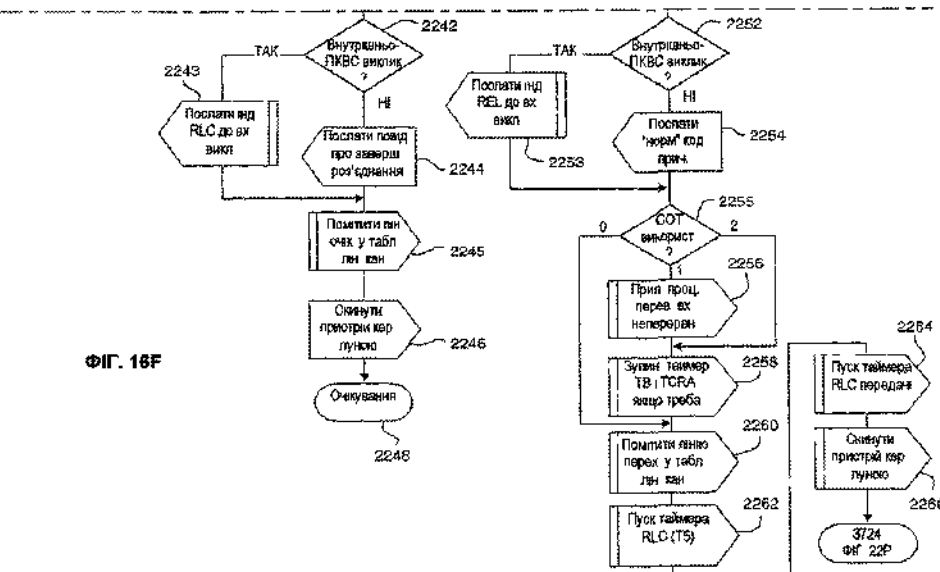 2242
Внутрканьо-
ПКВС виклик
?
ТАК
НІ
2243
Послати інд
RLC до вх
викл
Послати повід
про заверш
роз'єднання
2244
Помітити лін
очік у табл
лін кан
2245
Скинути
пристрій кер
луною
2246
Очікування
2248
ФІГ. 16F
2252
Внутрканьо-
ПКВС виклик
?
ТАК
НІ
Послати інд
REL до вх
викл
2253
Послати
"норм" код
прич.
2254
2255
COT
використ
?
0
2
1
2256
Прип проц.
перев вх
неперерван
Зупин таймер
ТВ і TCRA
якщо треба
2258
Помітити лінію
перех у табл
лін кан
2260
Пуск таймера
RLC (T5)
2262
2264
Пуск таймера
RLC передачі
Скинути
пристрій кер
луною
3724
ФІГ 22P